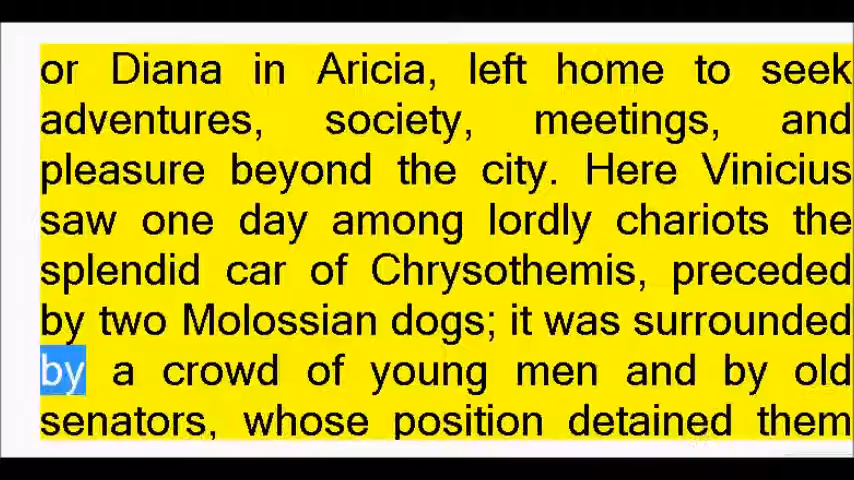 or Diana in Aricia, left home to seek
adventures, society, meetings, and
pleasure beyond the city. Here Vinicius
saw one day among lordly chariots the
splendid car of Chrysothemis, preceded
by two Molossian dogs; it was surrounded
by a crowd of young men and by old
senators, whose position detained them